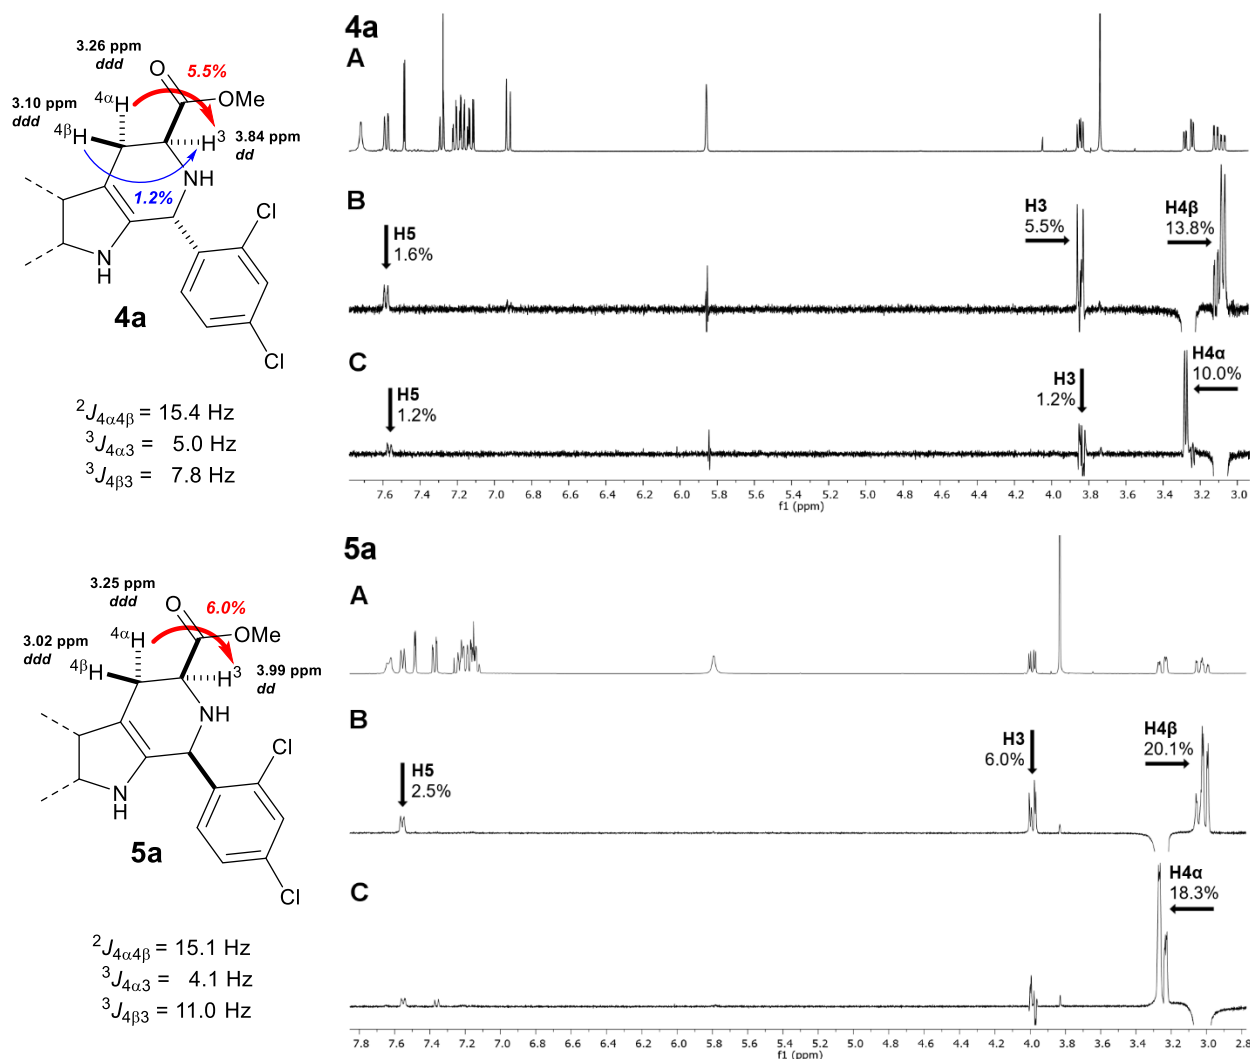 4a
A
3.26 ppm
ddd
O
5.5%
OMe
4αH
3.10 ppm
ddd
4βH
H3
3.84 ppm
dd
NH
1.2%
Cl
N
H
4a
Cl
2J4α4β = 15.4 Hz
3J4α3 = 5.0 Hz
3J4β3 = 7.8 Hz
B
H5
1.6%
H3
5.5%
H4β
13.8%
C
H5
1.2%
H3
1.2%
H4α
10.0%
7.6 7.4 7.2 7.0 6.8 6.6 6.4 6.2 6.0 5.8 5.6 5.4 5.2 5.0 4.8 4.6 4.4 4.2 4.0 3.8 3.6 3.4 3.2 3.0
f1 (ppm)
5a
A
3.25 ppm
ddd
O
6.0%
OMe
4αH
3.02 ppm
ddd
4βH
H3
3.99 ppm
dd
NH
Cl
N
H
5a
Cl
2J4α4β = 15.1 Hz
3J4α3 = 4.1 Hz
3J4β3 = 11.0 Hz
B
H5
2.5%
H3
6.0%
H4β
20.1%
C
H4α
18.3%
7.8 7.6 7.4 7.2 7.0 6.8 6.6 6.4 6.2 6.0 5.8 5.6 5.4 5.2 5.0 4.8 4.6 4.4 4.2 4.0 3.8 3.6 3.4 3.2 3.0 2.8
f1 (ppm)